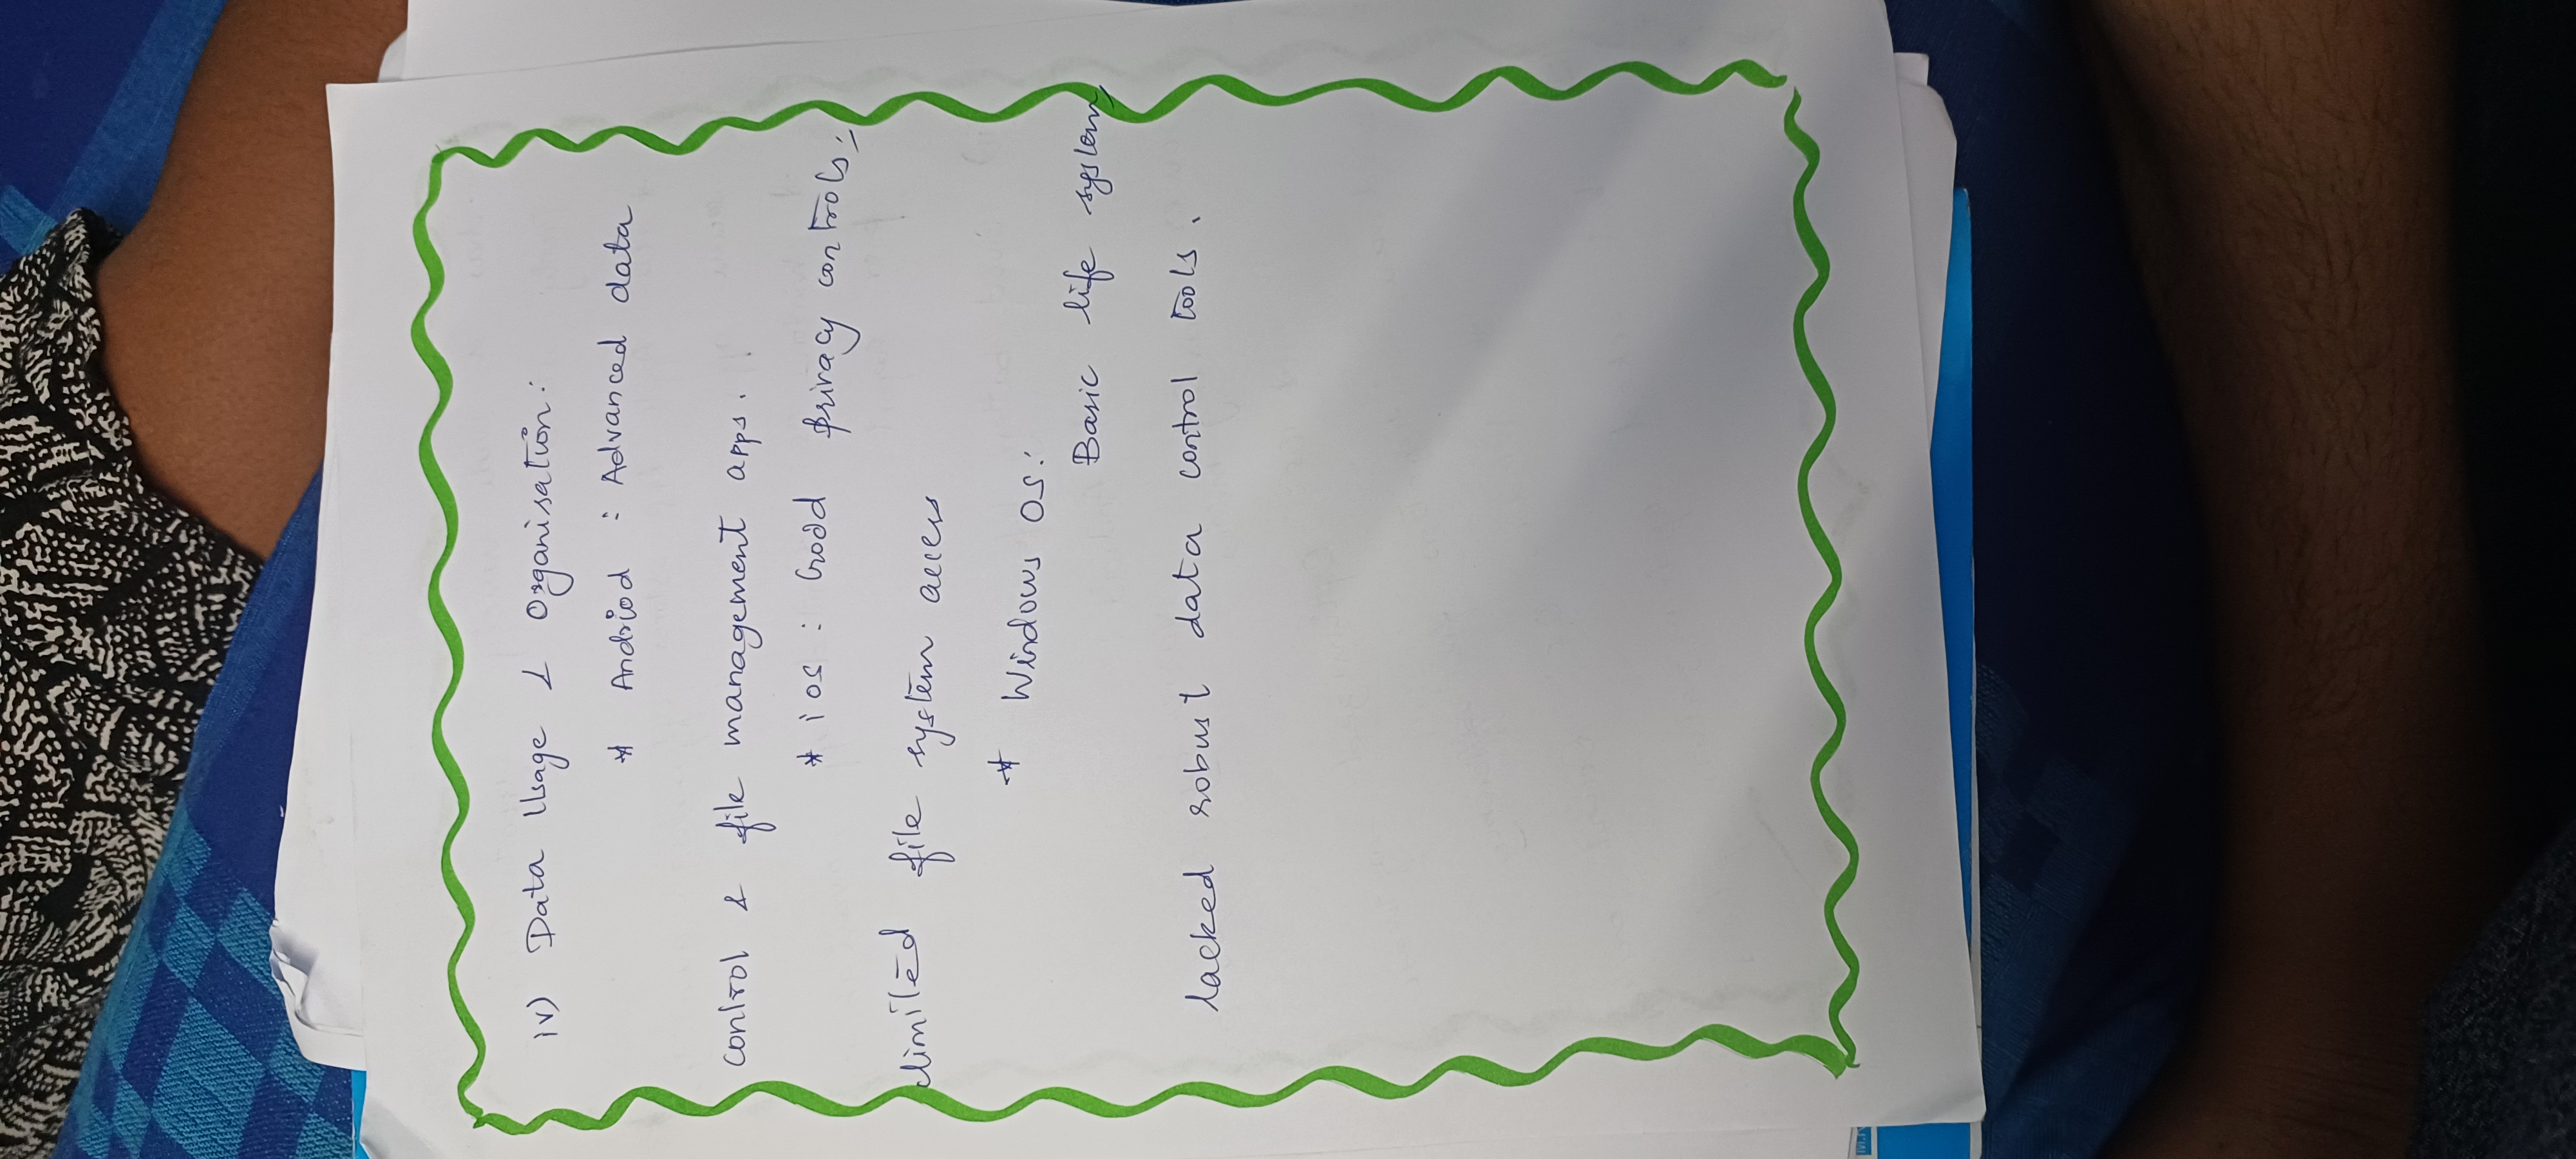 iv) Data Usage & Organisation:
* Andriod : Advanced data
control & file management apps.
* ios : Good privacy controls,
limited file system access
* Windows OS:
Basic life system,
lacked robust data control tools.